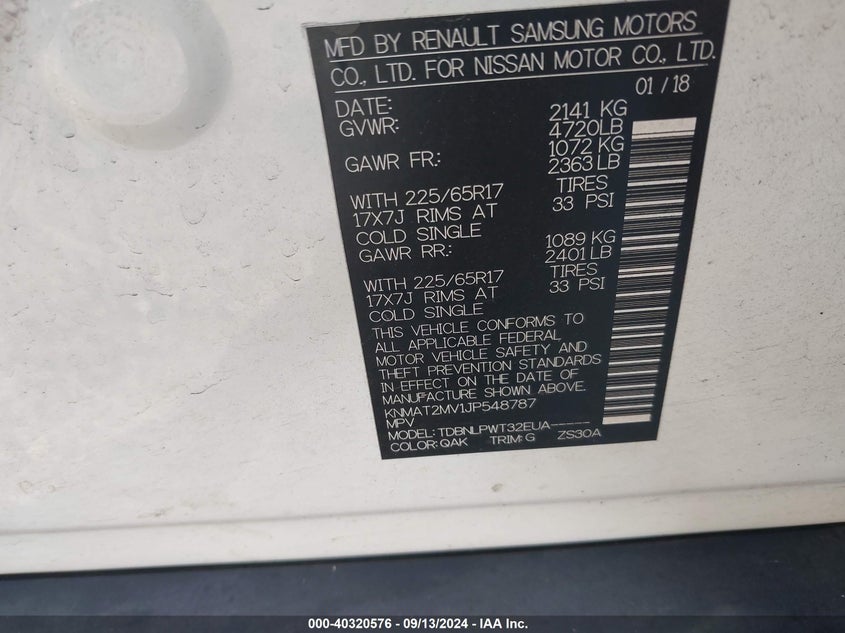 MFD BY RENAULT SAMSUNG MOTORS
CO., LTD. FOR NISSAN MOTOR CO., LTD.
01 / 18
DATE:
GVWR: 2141 KG
4720LB
GAWR FR.: 1072 KG
2363LB
WITH 225/65R17 TIRES
17X7J RIMS AT 33 PSI
COLD SINGLE
GAWR RR.: 1089 KG
2401LB
WITH 225/65R17 TIRES
17X7J RIMS AT 33 PSI
COLD SINGLE
THIS VEHICLE CONFORMS TO
ALL APPLICABLE FEDERAL
MOTOR VEHICLE SAFETY AND
THEFT PREVENTION STANDARDS
IN EFFECT ON THE DATE OF
MANUFACTURE SHOWN ABOVE.
KNMAT2MV1JP548787
MPV
MODEL: TDBNLPWT32EUA------
COLOR: QAK TRIM: G ZS30A
000-40320576 - 09/13/2024 - IAA Inc.